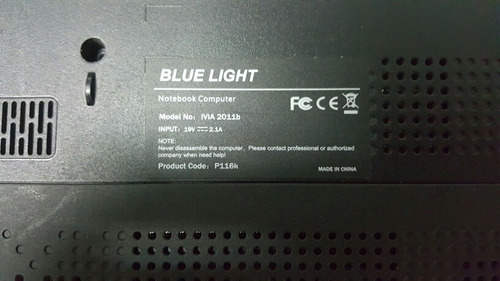 BLUE LIGHT
Notebook Computer
FC CE
Model No: IVIA 2011b
INPUT: 19V ⎓ 2.1A
NOTE:
Never disassemble the computer, Please contact professional or authorized
company when need help!
Product Code: P116k
MADE IN CHINA